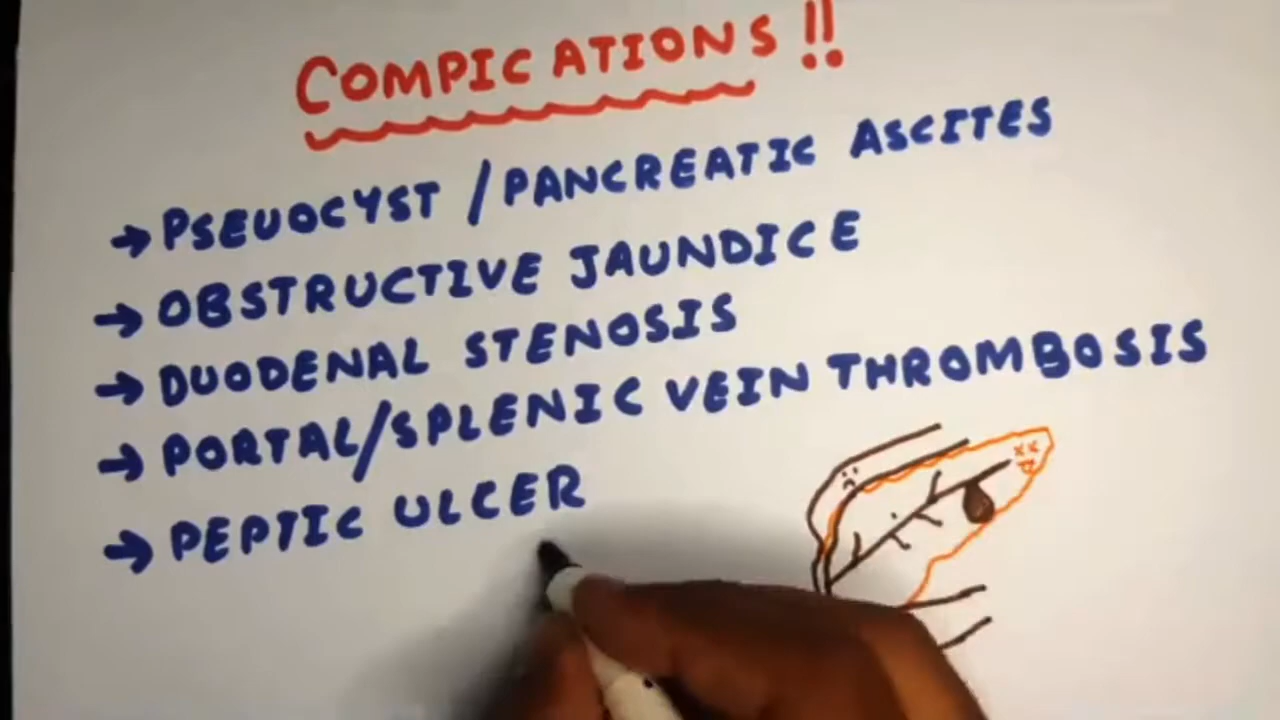 COMPICATIONS !!
→ PSEUOCYST / PANCREATIC ASCITES
→ OBSTRUCTIVE JAUNDICE
→ DUODENAL STENOSIS
→ PORTAL/SPLENIC VEIN THROMBOSIS
→ PEPTIC ULCER